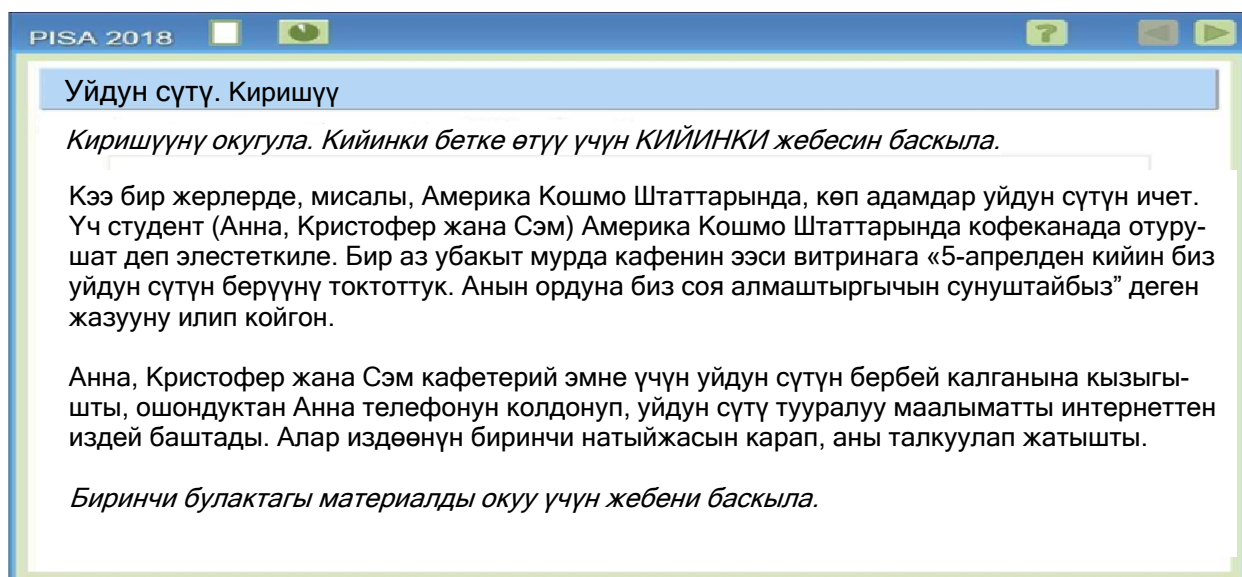 PISA 2018
?
Уйдун сүтү. Киришүү
Киришүүнү окугула. Кийинки бетке өтүү үчүн КИЙИНКИ жебесин баскыла.
Кээ бир жерлерде, мисалы, Америка Кошмо Штаттарында, көп адамдар уйдун сүтүн ичет.
Үч студент (Анна, Кристофер жана Сэм) Америка Кошмо Штаттарында кофеканада отуру-
шат деп элестеткиле. Бир аз убакыт мурда кафенин ээси витринага «5-апрелден кийин биз
уйдун сүтүн берүүнү токтоттук. Анын ордуна биз соя алмаштыргычын сунуштайбыз” деген
жазууну илип койгон.
Анна, Кристофер жана Сэм кафетерий эмне үчүн уйдун сүтүн бербей калганына кызыгы-
шты, ошондуктан Анна телефонун колдонуп, уйдун сүтү тууралуу маалыматты интернеттен
издей баштады. Алар издөөнүн биринчи натыйжасын карап, аны талкуулап жатышты.
Биринчи булактагы материалды окуу үчүн жебени баскыла.